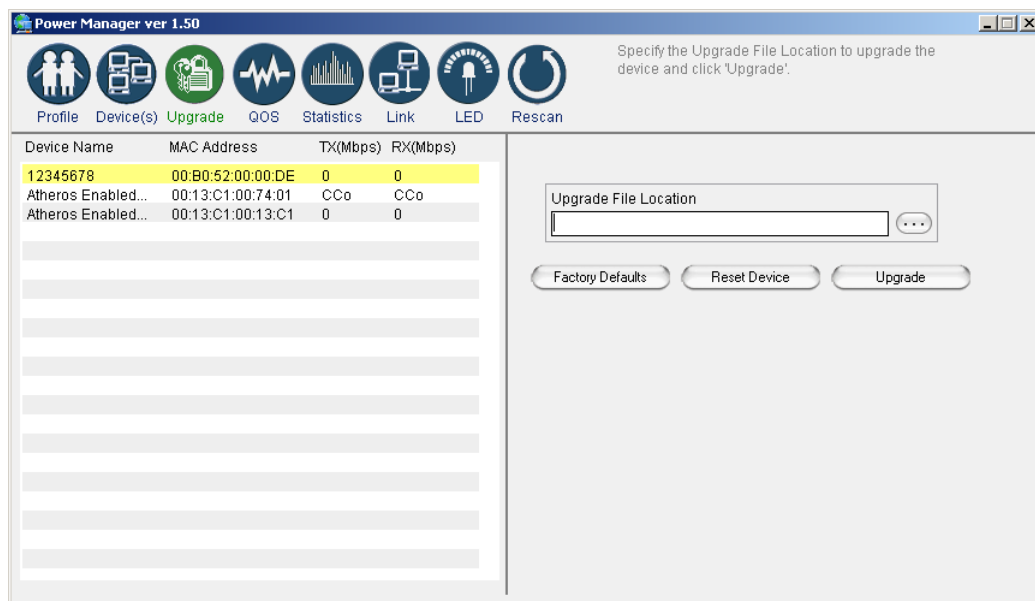 Power Manager ver 1.50
Profile Device(s) Upgrade QOS Statistics Link LED Rescan
Specify the Upgrade File Location to upgrade the
device and click 'Upgrade'.
Device Name MAC Address TX(Mbps) RX(Mbps)
12345678 00:B0:52:00:00:DE 0 0
Atheros Enabled... 00:13:C1:00:74:01 CCo CCo
Atheros Enabled... 00:13:C1:00:13:C1 0 0
Upgrade File Location
...
Factory Defaults Reset Device Upgrade